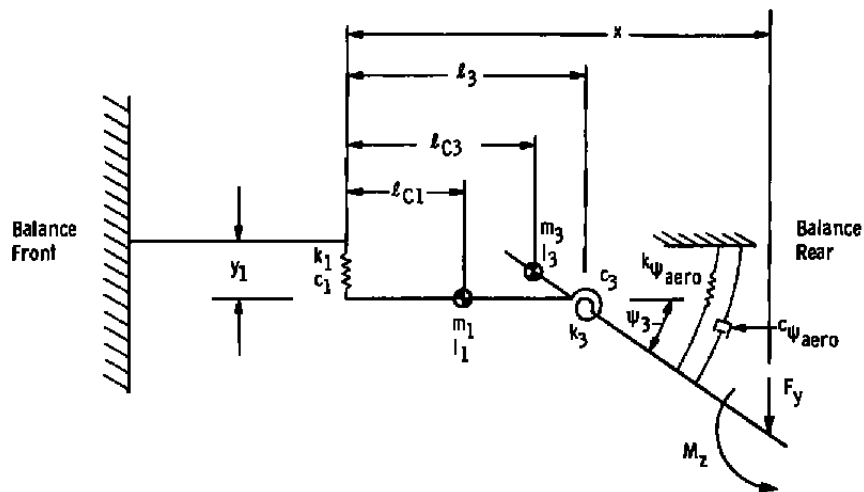 x
ℓ3
ℓC3
ℓC1
Balance
Front
y1
k1
c1
m3
I3
m1
I1
c3
k3
ψ3
kψaero
cψaero
Balance
Rear
Fy
Mz